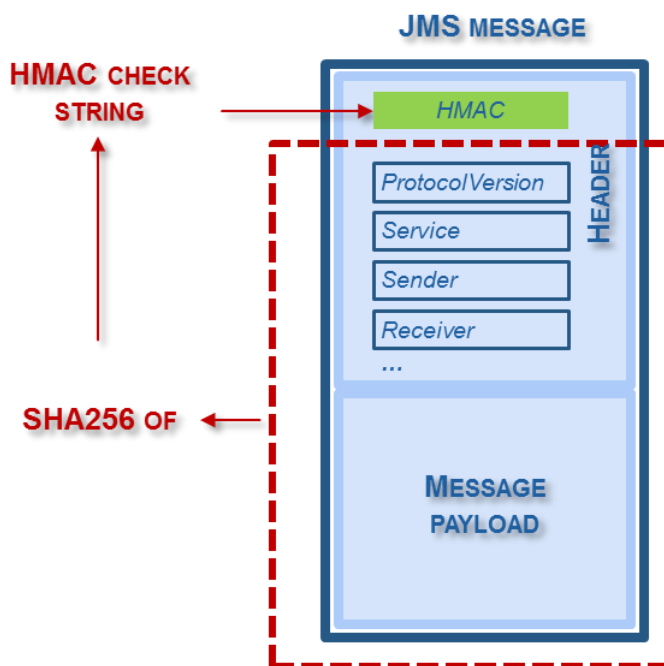 JMS MESSAGE
HMAC CHECK
STRING
HMAC
HEADER
ProtocolVersion
Service
Sender
Receiver
...
SHA256 OF
MESSAGE
PAYLOAD